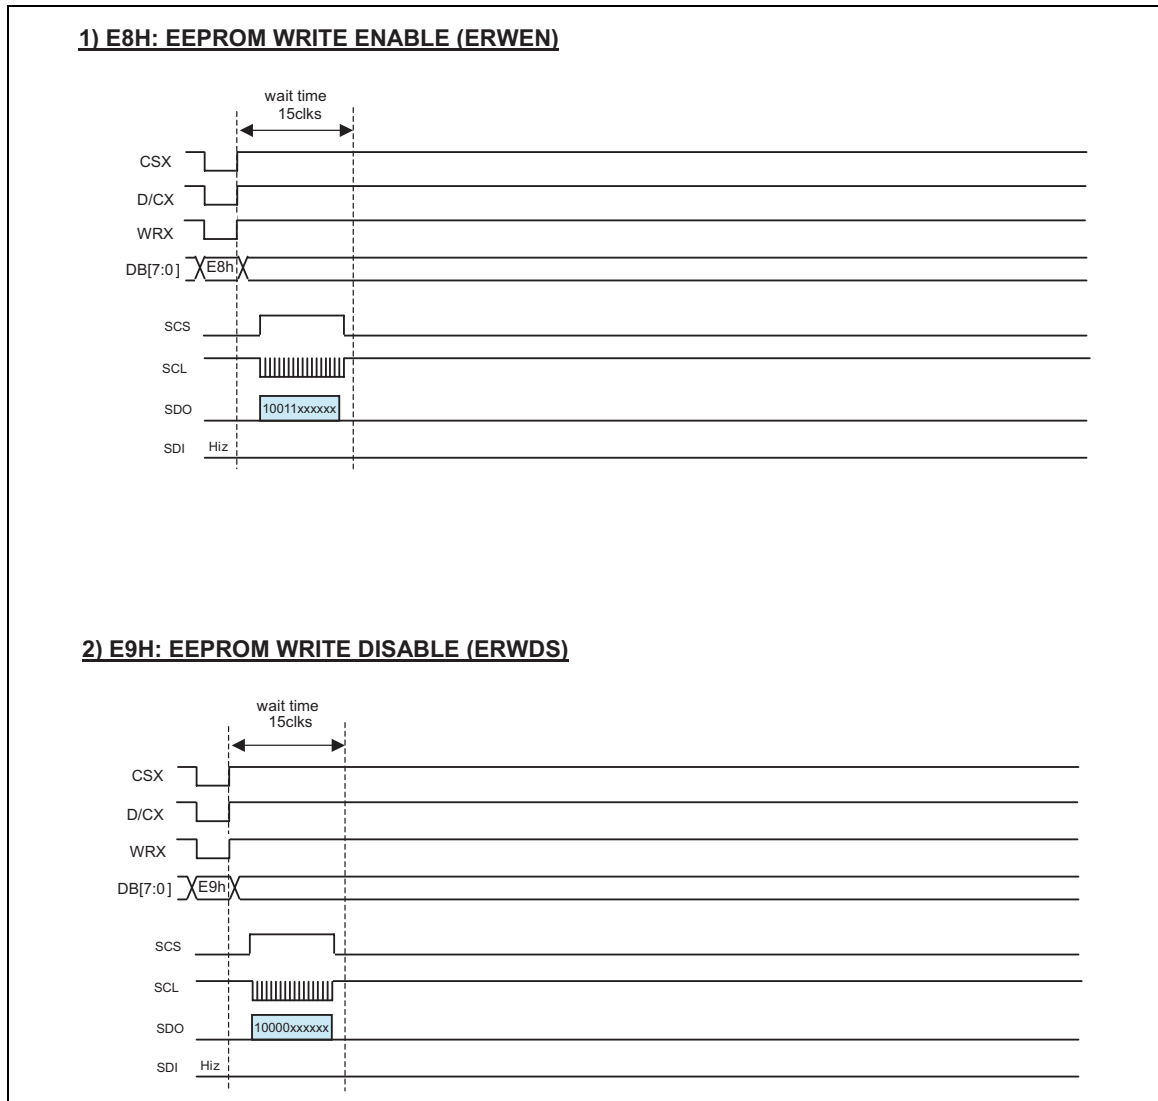 1) E8H: EEPROM WRITE ENABLE (ERWEN)
wait time
15clks
CSX
D/CX
WRX
DB[7:0]
E8h
SCS
SCL
SDO
10011xxxxxx
SDI
Hiz
2) E9H: EEPROM WRITE DISABLE (ERWDS)
wait time
15clks
CSX
D/CX
WRX
DB[7:0]
E9h
SCS
SCL
SDO
10000xxxxxx
SDI
Hiz